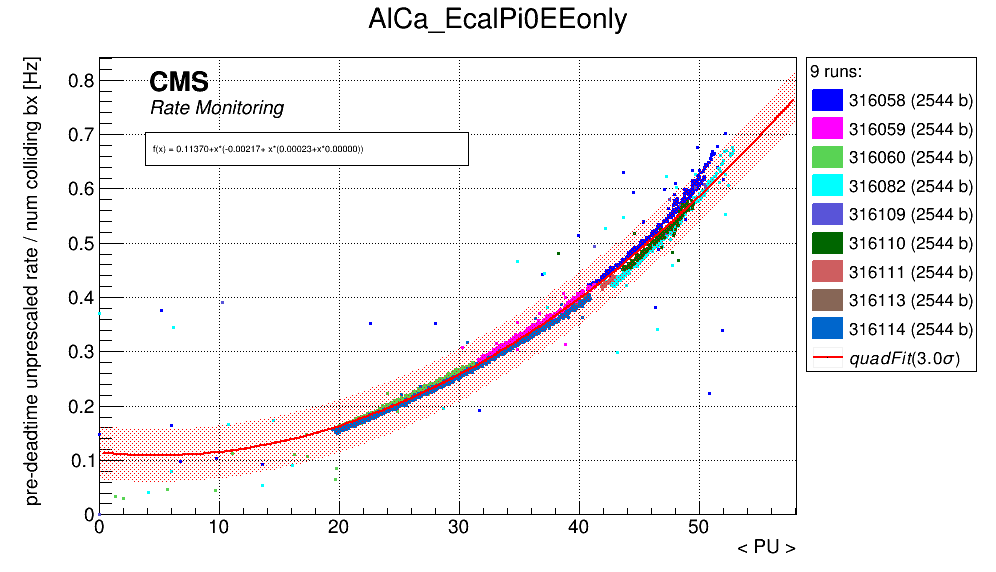 AlCa_EcalPi0EEonly
pre-deadtime unprescaled rate / num colliding bx [Hz]
CMS
Rate Monitoring
f(x) = 0.11370+x*(-0.00217+ x*(0.00023+x*0.00000))
0.8
0.7
0.6
0.5
0.4
0.3
0.2
0.1
0
0 10 20 30 40 50
< PU >
9 runs:
316058 (2544 b)
316059 (2544 b)
316060 (2544 b)
316082 (2544 b)
316109 (2544 b)
316110 (2544 b)
316111 (2544 b)
316113 (2544 b)
316114 (2544 b)
quadFit(3.0σ)